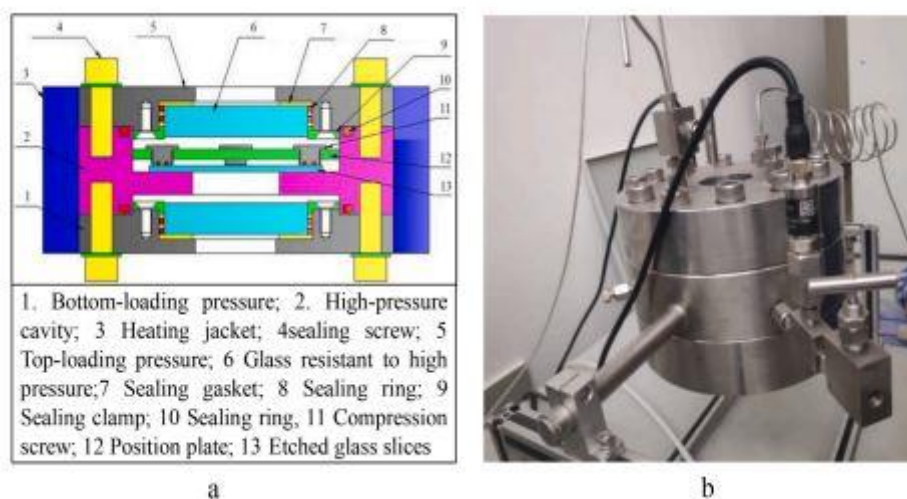 4 5 6 7 8
9
3
10
11
2
12
1
13
1. Bottom-loading pressure; 2. High-pressure
cavity; 3 Heating jacket; 4sealing screw; 5
Top-loading pressure; 6 Glass resistant to high
pressure;7 Sealing gasket; 8 Sealing ring; 9
Sealing clamp; 10 Sealing ring, 11 Compression
screw; 12 Position plate; 13 Etched glass slices
a b